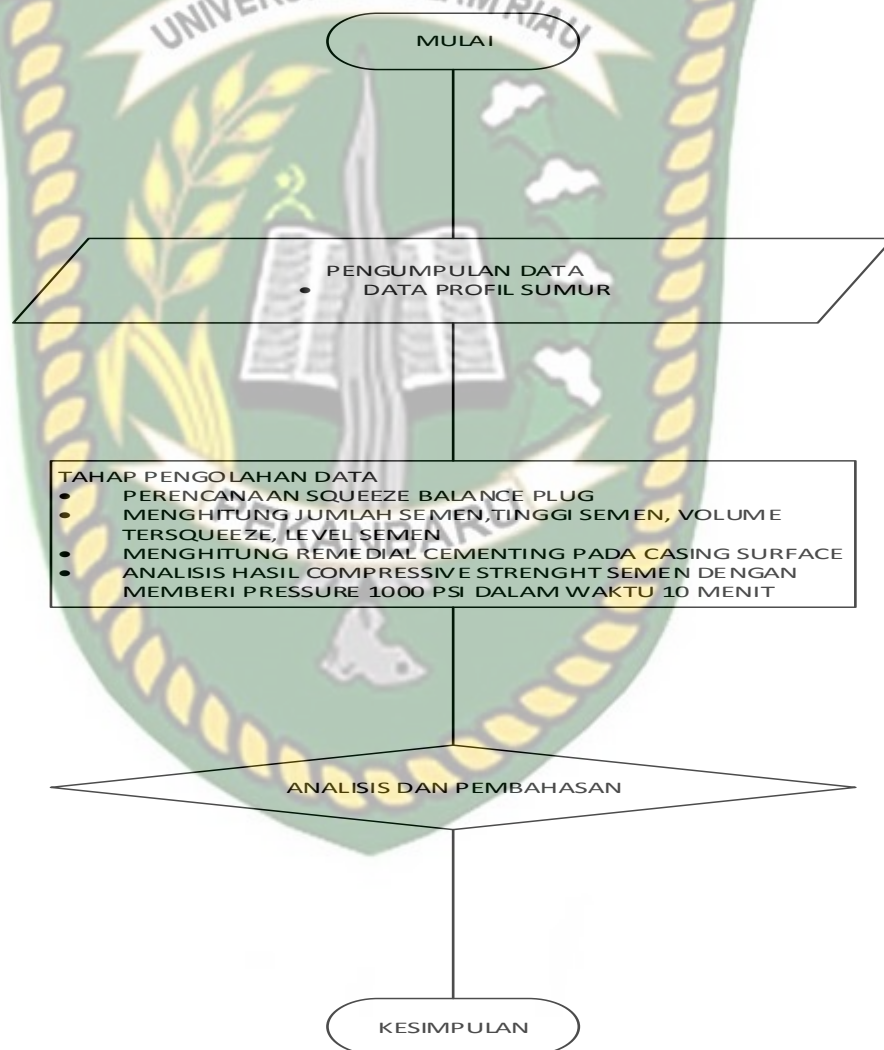 UNIVERSITAS ISLAM RIAU
MULAI
PENGUMPULAN DATA
• DATA PROFIL SUMUR
TAHAP PENGOLAHAN DATA
• PERENCANAAN SQUEEZE BALANCE PLUG
• MENGHITUNG JUMLAH SEMEN,TINGGI SEMEN, VOLUME
TERSQUEEZE, LEVEL SEMEN
• MENGHITUNG REMEDIAL CEMENTING PADA CASING SURFACE
• ANALISIS HASIL COMPRESSIVE STRENGHT SEMEN DENGAN
MEMBERI PRESSURE 1000 PSI DALAM WAKTU 10 MENIT
PEKANBARU
ANALISIS DAN PEMBAHASAN
KESIMPULAN